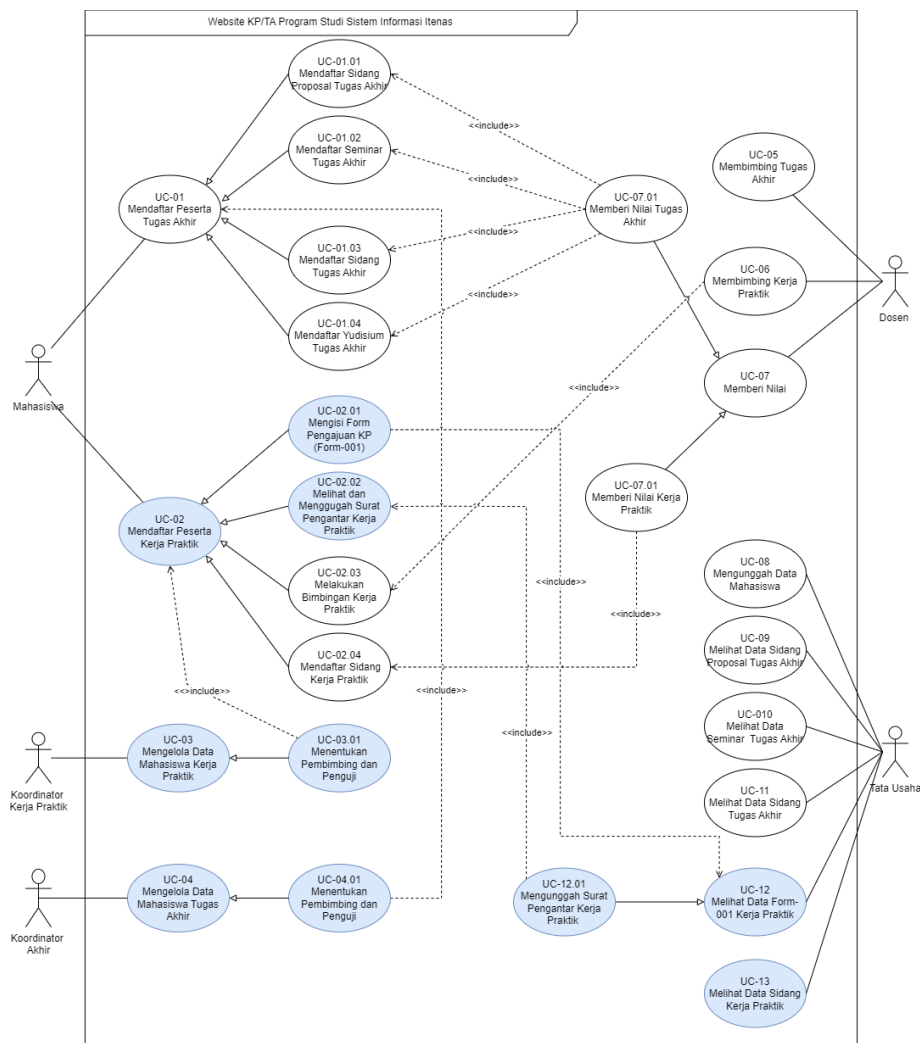 Website KP/TA Program Studi Sistem Informasi Itenas
UC-01.01
Mendaftar Sidang
Proposal Tugas Akhir
<<include>>
UC-01.02
Mendaftar Seminar
Tugas Akhir
<<include>>
UC-05
Membimbing Tugas
Akhir
UC-01
Mendaftar Peserta
Tugas Akhir
UC-07.01
Memberi Nilai Tugas
Akhir
<<include>>
UC-01.03
Mendaftar Sidang
Tugas Akhir
<<include>>
UC-06
Membimbing Kerja
Praktik
Dosen
UC-01.04
Mendaftar Yudisium
Tugas Akhir
Mahasiswa
<<include>>
UC-07
Memberi Nilai
UC-02.01
Mengisi Form
Pengajuan KP
(Form-001)
UC-02.02
Melihat dan
Menggugah Surat
Pengantar Kerja
Praktik
UC-07.01
Memberi Nilai Kerja
Praktik
UC-02
Mendaftar Peserta
Kerja Praktik
UC-02.03
Melakukan
Bimbingan Kerja
Praktik
<<include>>
<<include>>
UC-08
Mengunggah Data
Mahasiswa
UC-02.04
Mendaftar Sidang
Kerja Praktik
UC-09
Melihat Data Sidang
Proposal Tugas Akhir
<<>include>
<<include>>
<<include>>
UC-03
Mengelola Data
Mahasiswa Kerja
Praktik
UC-03.01
Menentukan
Pembimbing dan
Penguji
UC-010
Melihat Data
Seminar Tugas Akhir
Koordinator
Kerja Praktik
UC-11
Melihat Data Sidang
Tugas Akhir
Tata Usaha
UC-04
Mengelola Data
Mahasiswa Tugas
Akhir
UC-04.01
Menentukan
Pembimbing dan
Penguji
UC-12.01
Mengunggah Surat
Pengantar Kerja
Praktik
UC-12
Melihat Data Form-
001 Kerja Praktik
Koordinator
Akhir
UC-13
Melihat Data Sidang
Kerja Praktik